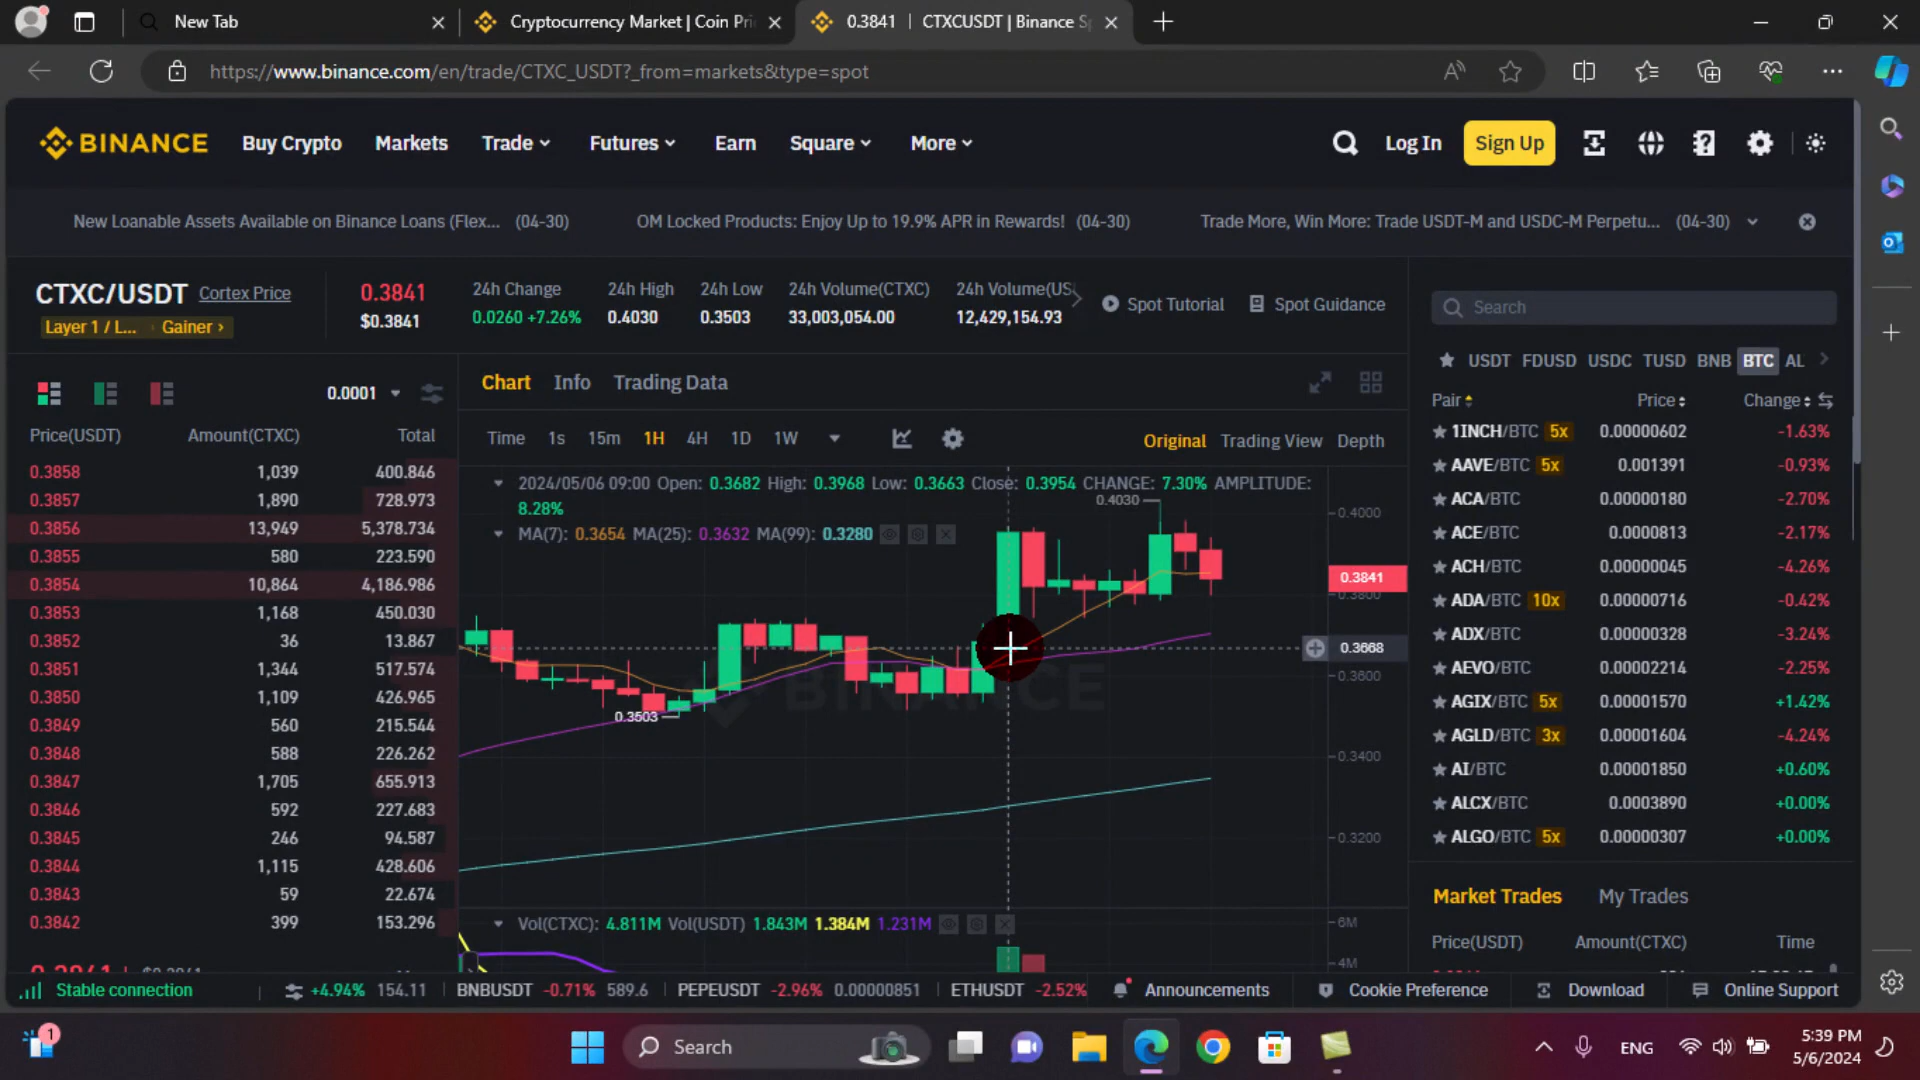 New Tab
Cryptocurrency Market | Coin Pri
0.3841 | CTXCUSDT | Binance S
https://www.binance.com/en/trade/CTXC_USDT?_from=markets&type=spot
BINANCE Buy Crypto Markets Trade Futures Earn Square More Log In Sign Up
New Loanable Assets Available on Binance Loans (Flex... (04-30) OM Locked Products: Enjoy Up to 19.9% APR in Rewards! (04-30) Trade More, Win More: Trade USDT-M and USDC-M Perpetu... (04-30)
CTXC/USDT Cortex Price
Layer 1 / L... Gainer
0.3841
$0.3841
24h Change
0.0260 +7.26%
24h High
0.4030
24h Low
0.3503
24h Volume(CTXC)
33,003,054.00
24h Volume(US
12,429,154.93
Spot Tutorial Spot Guidance
0.0001
Price(USDT) Amount(CTXC) Total
0.3858 1,039 400.846
0.3857 1,890 728.973
0.3856 13,949 5,378.734
0.3855 580 223.590
0.3854 10,864 4,186.986
0.3853 1,168 450.030
0.3852 36 13.867
0.3851 1,344 517.574
0.3850 1,109 426.965
0.3849 560 215.544
0.3848 588 226.262
0.3847 1,705 655.913
0.3846 592 227.683
0.3845 246 94.587
0.3844 1,115 428.606
0.3843 59 22.674
0.3842 399 153.296
Chart Info Trading Data
Time 1s 15m 1H 4H 1D 1W Original Trading View Depth
2024/05/06 09:00 Open: 0.3682 High: 0.3968 Low: 0.3663 Close: 0.3954 CHANGE: 7.30% AMPLITUDE:
8.28%
MA(7): 0.3654 MA(25): 0.3632 MA(99): 0.3280
0.4030
0.4000
0.3841
0.3800
0.3668
0.3600
0.3503
0.3400
0.3200
BINANCE
Vol(CTXC): 4.811M Vol(USDT) 1.843M 1.384M 1.231M
6M
4M
Search
USDT FDUSD USDC TUSD BNB BTC AL
Pair Price Change
1INCH/BTC 5x 0.00000602 -1.63%
AAVE/BTC 5x 0.001391 -0.93%
ACA/BTC 0.00000180 -2.70%
ACE/BTC 0.0000813 -2.17%
ACH/BTC 0.00000045 -4.26%
ADA/BTC 10x 0.00000716 -0.42%
ADX/BTC 0.00000328 -3.24%
AEVO/BTC 0.00002214 -2.25%
AGIX/BTC 5x 0.00001570 +1.42%
AGLD/BTC 3x 0.00001604 -4.24%
AI/BTC 0.00001850 +0.60%
ALCX/BTC 0.0003890 +0.00%
ALGO/BTC 5x 0.00000307 +0.00%
Market Trades My Trades
Price(USDT) Amount(CTXC) Time
Stable connection +4.94% 154.11 BNBUSDT -0.71% 589.6 PEPEUSDT -2.96% 0.00000851 ETHUSDT -2.52% Announcements Cookie Preference Download Online Support
1
Search
ENG
5:39 PM
5/6/2024